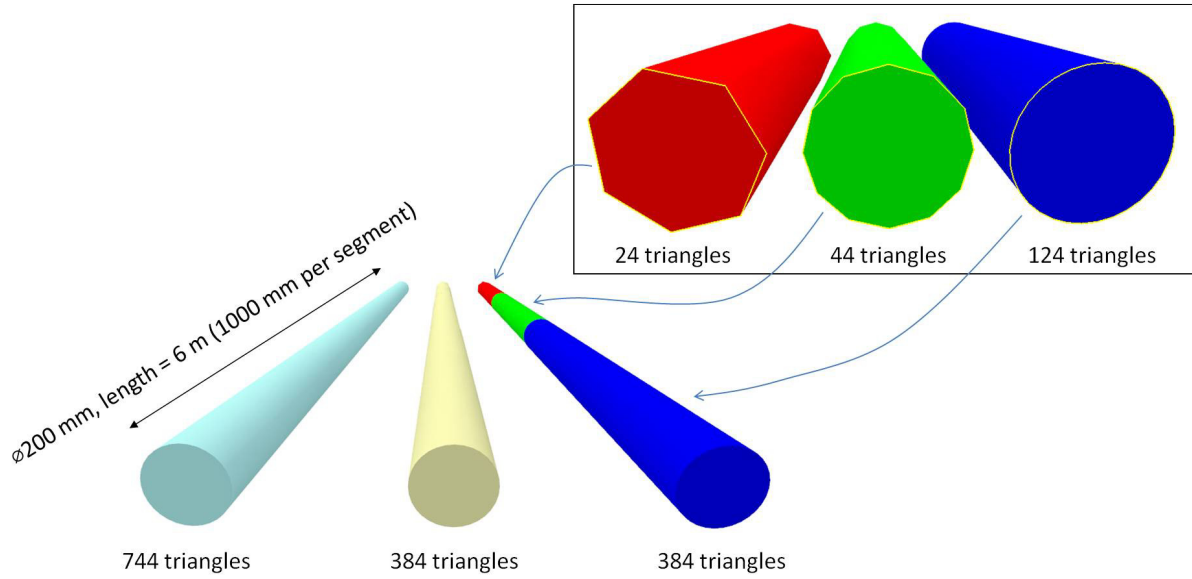 24 triangles
44 triangles
124 triangles
⌀200 mm, length = 6 m (1000 mm per segment)
744 triangles
384 triangles
384 triangles